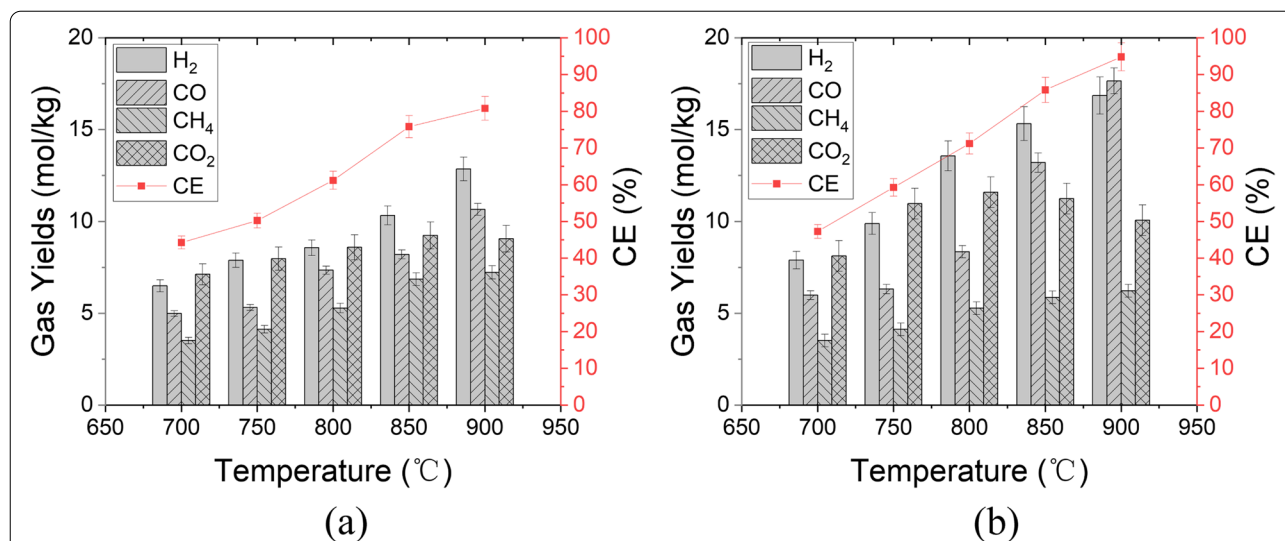 20
15
10
5
0
Gas Yields (mol/kg)
H₂
CO
CH₄
CO₂
CE
100
90
80
70
60
50
40
30
20
10
0
CE (%)
650 700 750 800 850 900 950
Temperature (℃)
(a)
20
15
10
5
0
Gas Yields (mol/kg)
H₂
CO
CH₄
CO₂
CE
100
90
80
70
60
50
40
30
20
10
0
CE (%)
650 700 750 800 850 900 950
Temperature (℃)
(b)